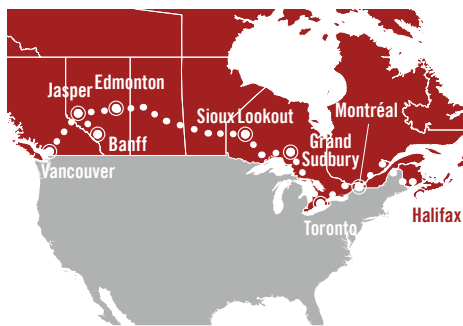 Jasper
Edmonton
Sioux Lookout
Montréal
Banff
Grand
Sudbury
Vancouver
Toronto
Halifax